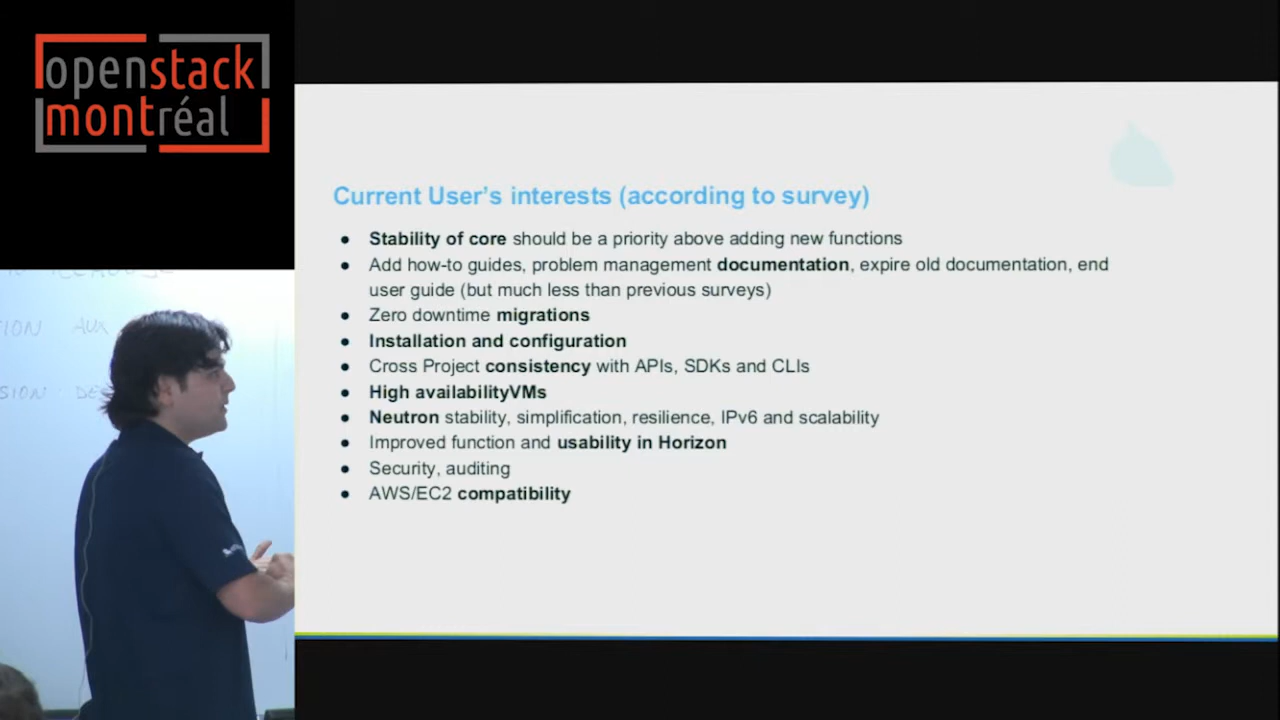 openstack
montréal
Current User's interests (according to survey)
● Stability of core should be a priority above adding new functions
● Add how-to guides, problem management documentation, expire old documentation, end
user guide (but much less than previous surveys)
● Zero downtime migrations
● Installation and configuration
● Cross Project consistency with APIs, SDKs and CLIs
● High availabilityVMs
● Neutron stability, simplification, resilience, IPv6 and scalability
● Improved function and usability in Horizon
● Security, auditing
● AWS/EC2 compatibility
AUX